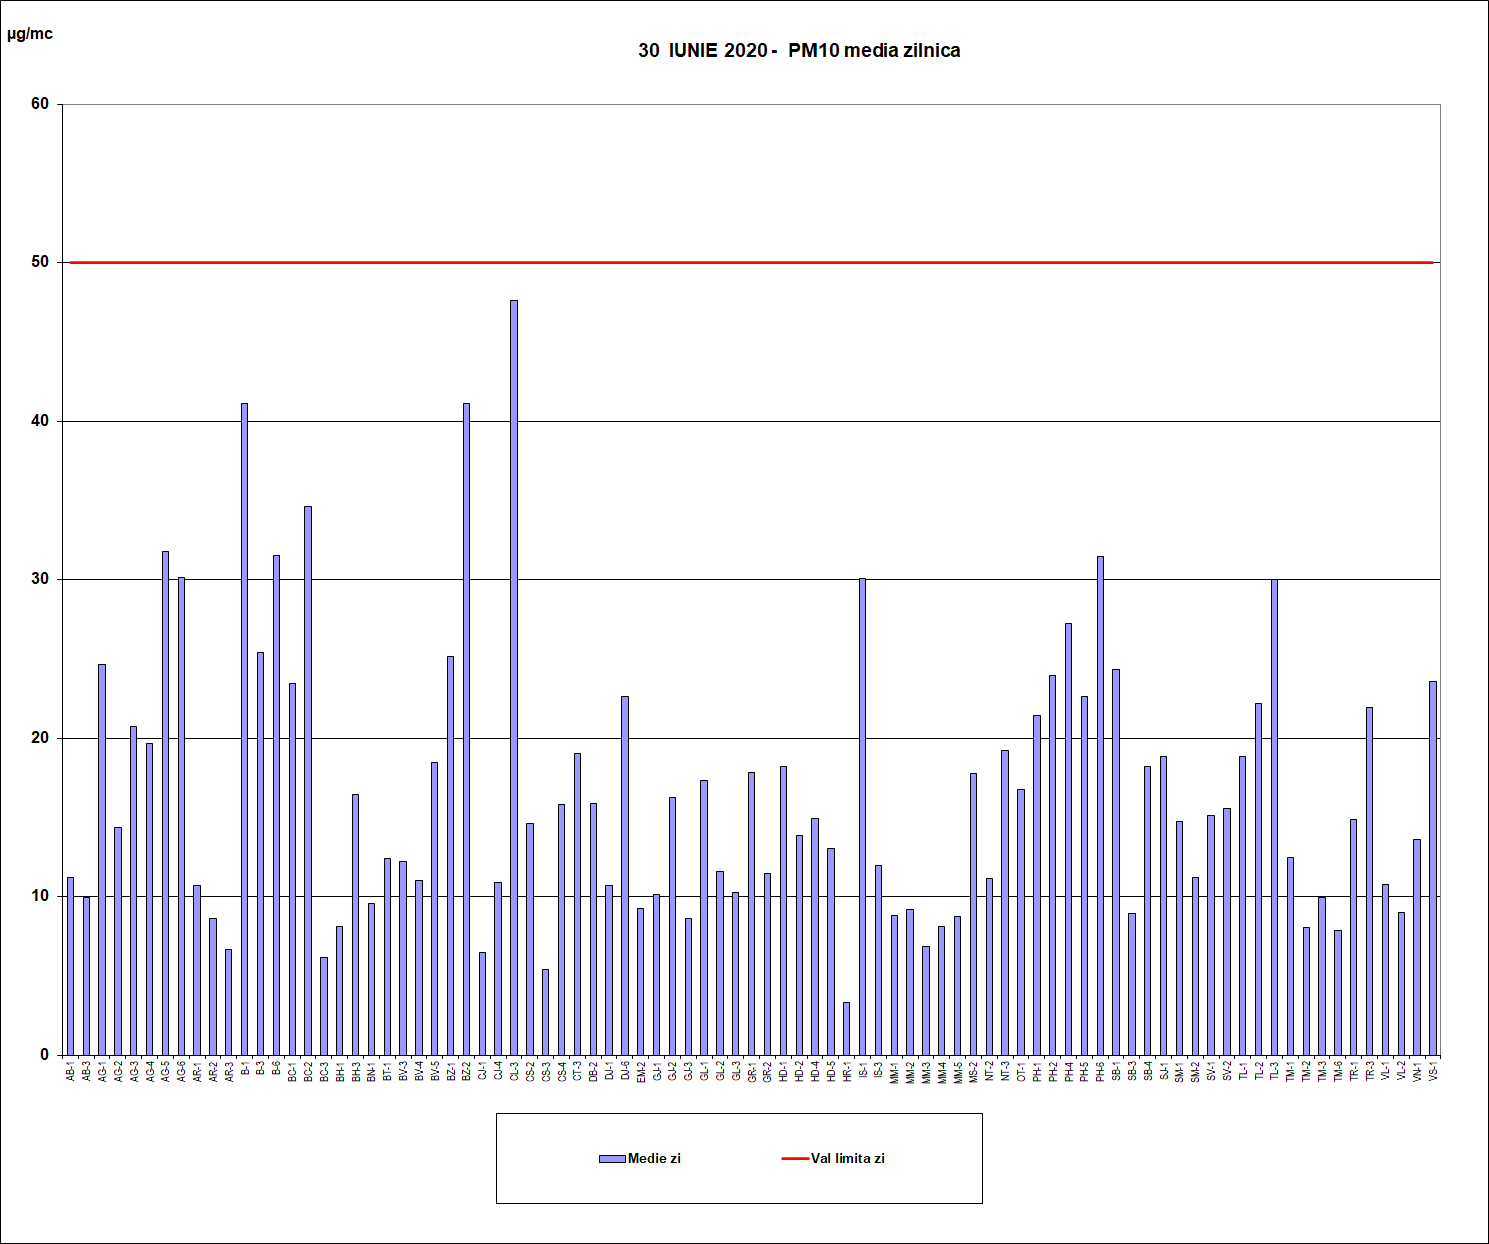 µg/mc
30 IUNIE 2020 - PM10 media zilnica
60
50
40
30
20
10
0
AB-1 AB-3 AG-1 AG-2 AG-3 AG-4 AG-5 AG-6 AR-1 AR-2 AR-3 B-1 B-3 B-6 BC-1 BC-2 BC-3 BH-1 BH-3 BN-1 BT-1 BV-3 BV-4 BV-5 BZ-1 BZ-2 CJ-1 CJ-4 CL-3 CS-2 CS-3 CS-4 CT-3 DB-2 DJ-1 DJ-6 EM-2 GJ-1 GJ-2 GJ-3 GL-1 GL-2 GL-3 GR-1 GR-2 HD-1 HD-2 HD-4 HD-5 HR-1 IS-1 IS-3 MM-1 MM-2 MM-3 MM-4 MM-5 MS-2 NT-2 NT-3 OT-1 PH-1 PH-2 PH-4 PH-5 PH-6 SB-1 SB-3 SB-4 SJ-1 SM-1 SM-2 SV-1 SV-2 TL-1 TL-2 TL-3 TM-1 TM-2 TM-3 TM-6 TR-1 TR-3 VL-1 VL-2 VN-1 VS-1
Medie zi Val limita zi